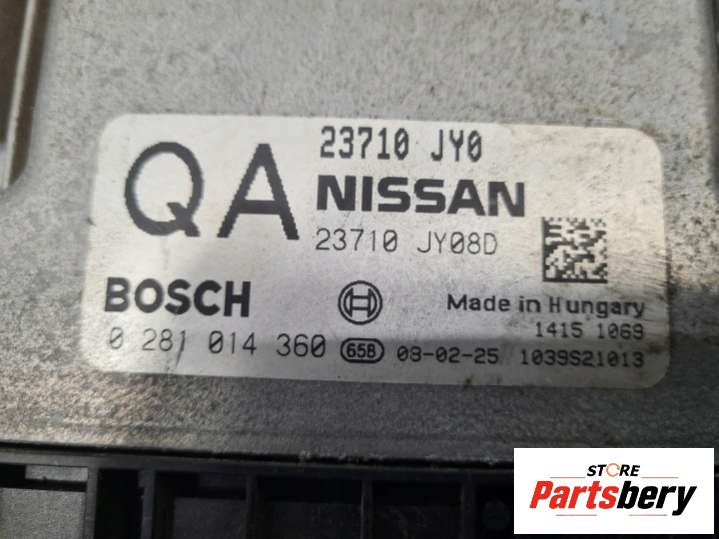 23710 JY0
QA NISSAN
23710 JY08D
BOSCH
Made in Hungary
1415 1069
0 281 014 360 65B 08-02-25 1039S21013
STORE
Partsbery